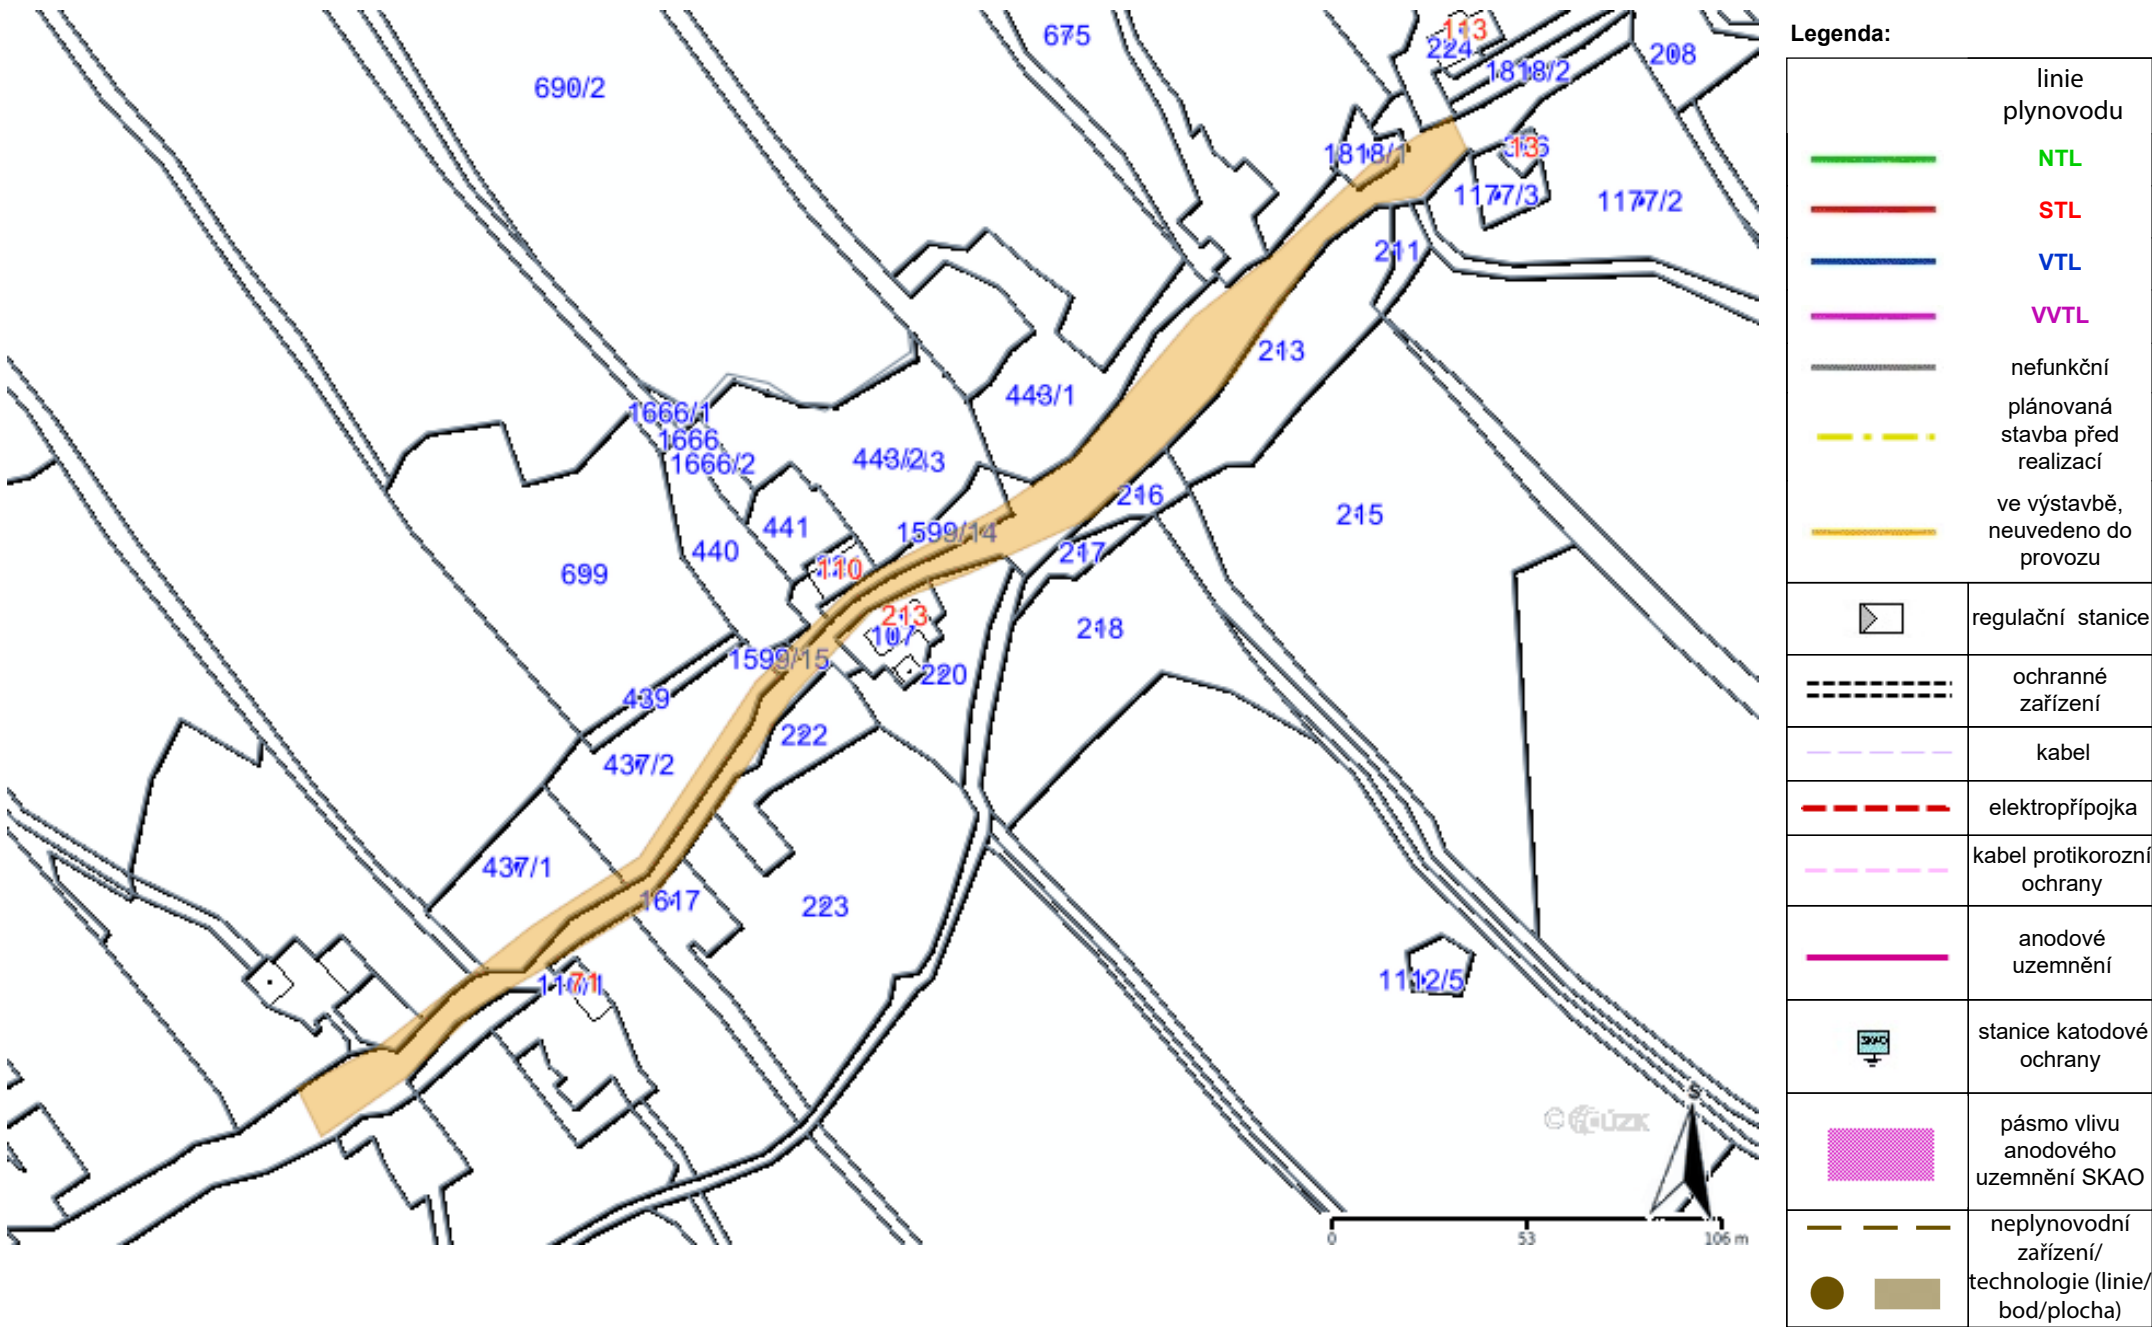 675
113
224
208
690/2
1818/2
1818/1
13
1177/3
1177/2
211
213
443/1
1666/1
1666
1666/2
443/2
216
215
441
1599/14
440
217
110
699
213
107
218
1599/15
220
439
222
437/2
437/1
1617
223
71
1112/5
S
©
ČÚZK
0
53
106 m
Legenda:
linie
plynovodu
NTL
STL
VTL
VVTL
nefunkční
plánovaná
stavba před
realizací
ve výstavbě,
neuvedeno do
provozu
regulační stanice
ochranné
zařízení
kabel
elektropřípojka
kabel protikorozní
ochrany
anodové
uzemnění
SKAO
stanice katodové
ochrany
pásmo vlivu
anodového
uzemnění SKAO
neplynovodní
zařízení/
technologie (linie/
bod/plocha)